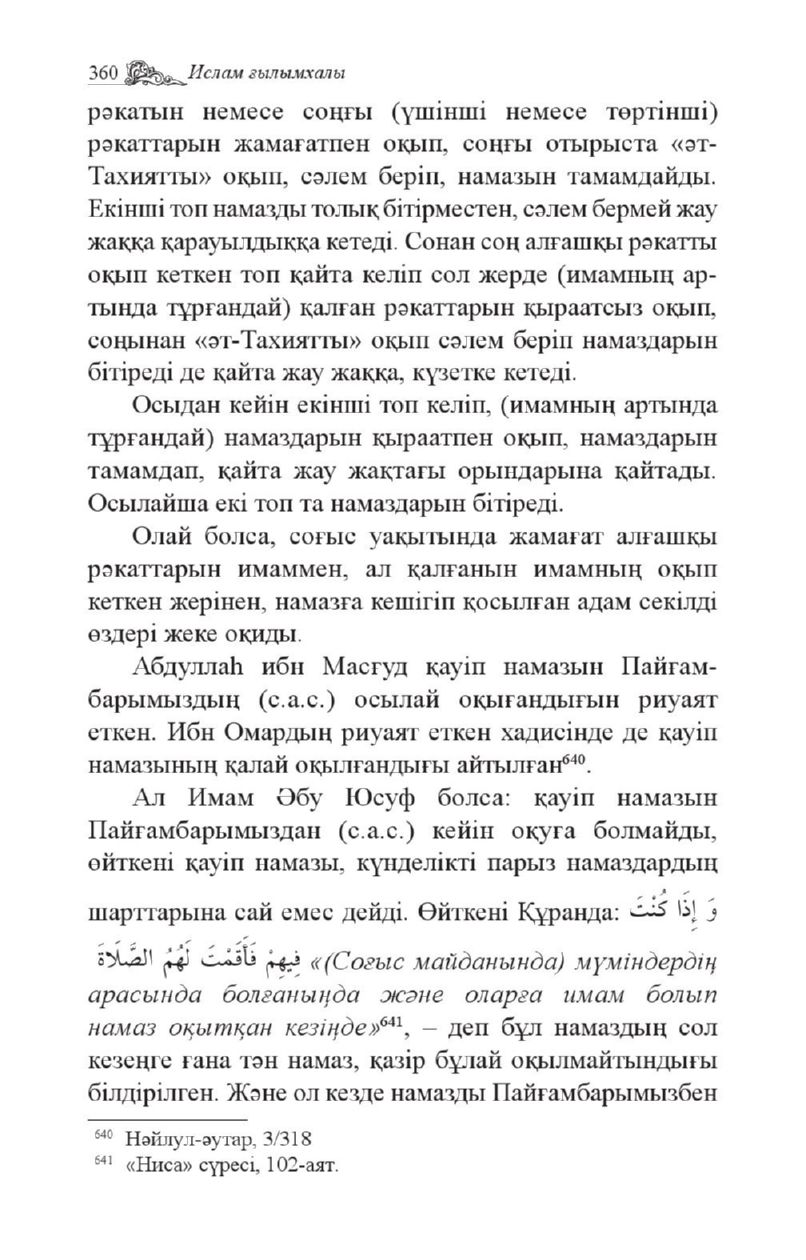 360 Ислам ғылымхалы
рәкатын немесе соңғы (үшінші немесе төртінші)
рәкаттарын жамағатпен оқып, соңғы отырыста «әт-
Тахиятты» оқып, сәлем беріп, намазын тамамдайды.
Екінші топ намазды толық бітірместен, сәлем бермей жау
жаққа қарауылдыққа кетеді. Сонан соң алғашқы рәкатты
оқып кеткен топ қайта келіп сол жерде (имамның ар-
тында тұрғандай) қалған рәкаттарын қыраатсыз оқып,
соңынан «әт-Тахиятты» оқып сәлем беріп намаздарын
бітіреді де қайта жау жаққа, күзетке кетеді.
Осыдан кейін екінші топ келіп, (имамның артында
тұрғандай) намаздарын қыраатпен оқып, намаздарын
тамамдап, қайта жау жақтағы орындарына қайтады.
Осылайша екі топ та намаздарын бітіреді.
Олай болса, соғыс уақытында жамағат алғашқы
рәкаттарын имаммен, ал қалғанын имамның оқып
кеткен жерінен, намазға кешігіп қосылған адам секілді
өздері жеке оқиды.
Абдуллаһ ибн Масғуд қауіп намазын Пайғам-
барымыздың (с.а.с.) осылай оқығандығын риуаят
еткен. Ибн Омардың риуаят еткен хадисінде де қауіп
намазының қалай оқылғандығы айтылған⁶⁴⁰.
Ал Имам Әбу Юсуф болса: қауіп намазын
Пайғамбарымыздан (с.а.с.) кейін оқуға болмайды,
өйткені қауіп намазы, күнделікті парыз намаздардың
шарттарына сай емес дейді. Өйткені Құранда: وَ إِذَا كُنْتَ
فِيهِمْ فَأَقَمْتَ لَهُمُ الصَّلَاةَ «(Соғыс майданында) мүміндердің
арасында болғаныңда және оларға имам болып
намаз оқытқан кезіңде»⁶⁴¹, – деп бұл намаздың сол
кезеңге ғана тән намаз, қазір бұлай оқылмайтындығы
білдірілген. Және ол кезде намазды Пайғамбарымызбен
⁶⁴⁰ Нәйлул-әутар, 3/318
⁶⁴¹ «Ниса» сүресі, 102-аят.